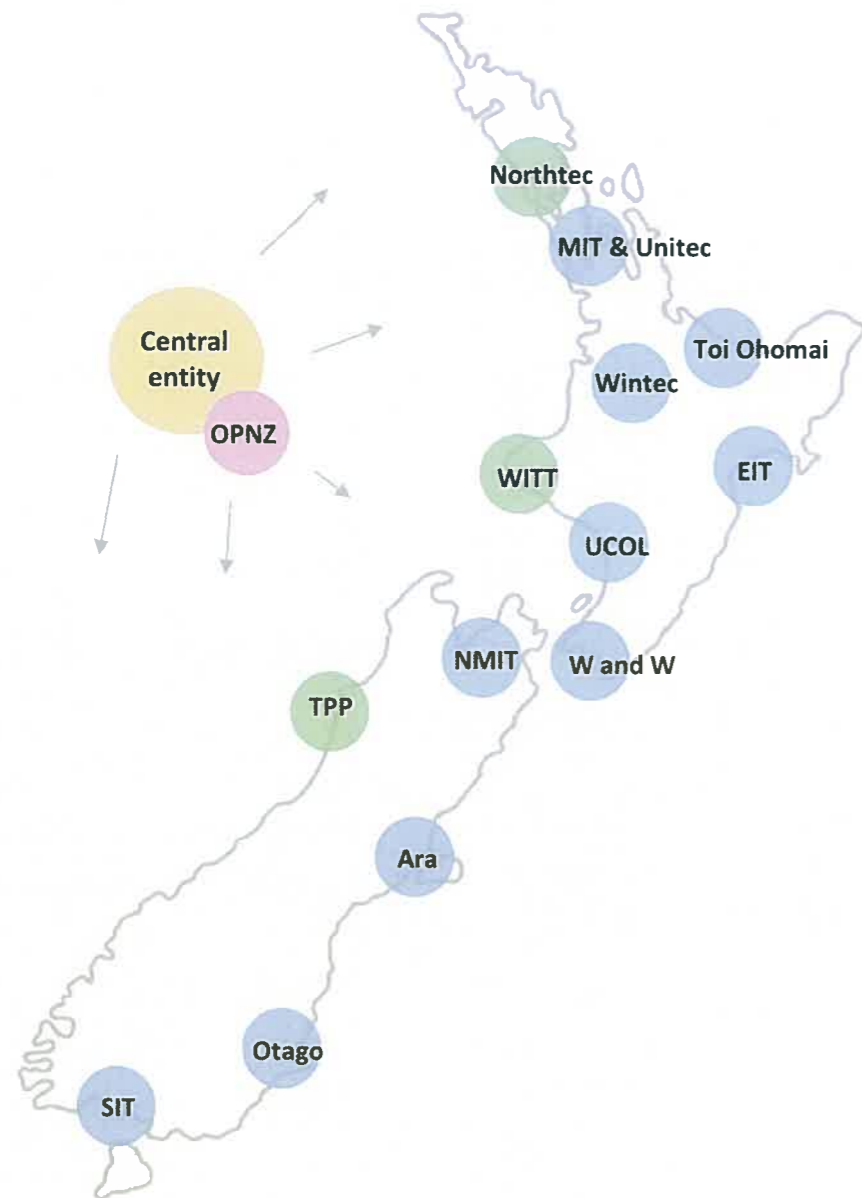 Northtec
MIT & Unitec
Central
entity
OPNZ
Toi Ohomai
Wintec
WITT
EIT
UCOL
NMIT
W and W
TPP
Ara
Otago
SIT